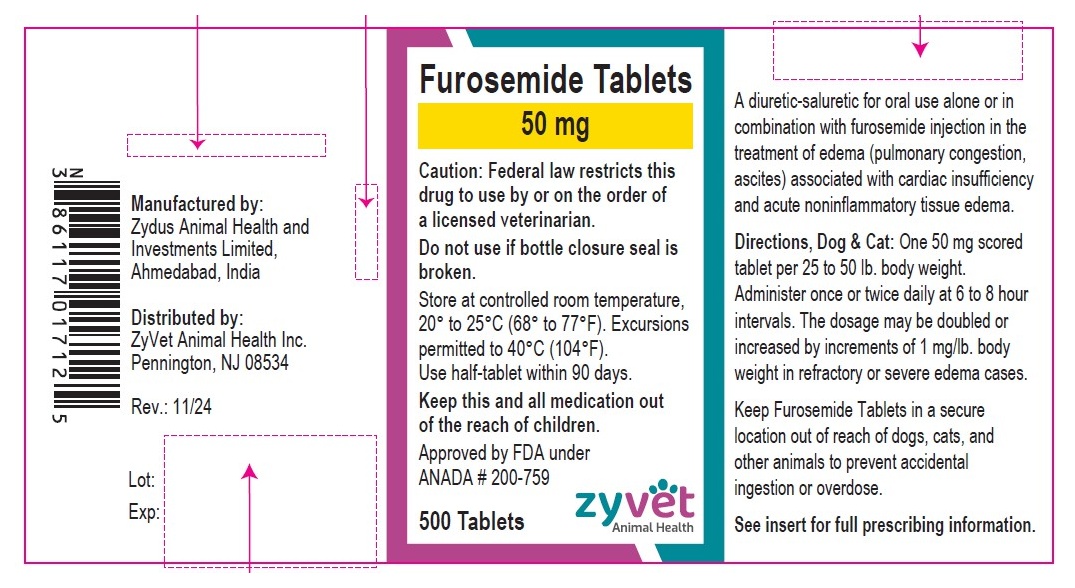 N
3 86117 01712 5
Manufactured by:
Zydus Animal Health and
Investments Limited,
Ahmedabad, India
Distributed by:
ZyVet Animal Health Inc.
Pennington, NJ 08534
Rev.: 11/24
Lot:
Exp:
Furosemide Tablets
50 mg
Caution: Federal law restricts this
drug to use by or on the order of
a licensed veterinarian.
Do not use if bottle closure seal is
broken.
Store at controlled room temperature,
20° to 25°C (68° to 77°F). Excursions
permitted to 40°C (104°F).
Use half-tablet within 90 days.
Keep this and all medication out
of the reach of children.
Approved by FDA under
ANADA # 200-759
500 Tablets
zyvet
Animal Health
A diuretic-saluretic for oral use alone or in
combination with furosemide injection in the
treatment of edema (pulmonary congestion,
ascites) associated with cardiac insufficiency
and acute noninflammatory tissue edema.
Directions, Dog & Cat: One 50 mg scored
tablet per 25 to 50 lb. body weight.
Administer once or twice daily at 6 to 8 hour
intervals. The dosage may be doubled or
increased by increments of 1 mg/lb. body
weight in refractory or severe edema cases.
Keep Furosemide Tablets in a secure
location out of reach of dogs, cats, and
other animals to prevent accidental
ingestion or overdose.
See insert for full prescribing information.